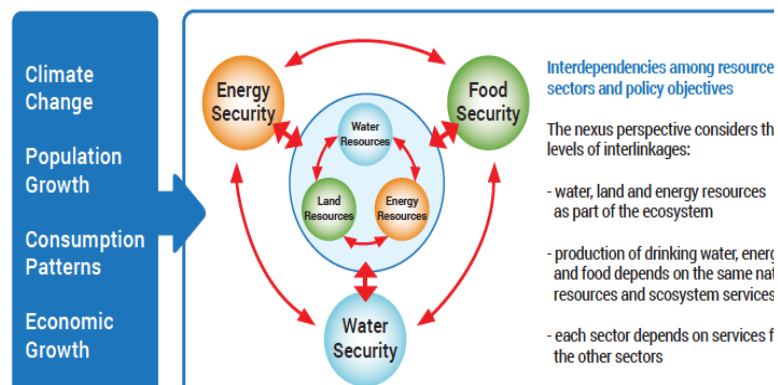 Climate
Change
Population
Growth
Consumption
Patterns
Economic
Growth
Energy
Security
Food
Security
Water
Resources
Land
Resources
Energy
Resources
Water
Security
Interdependencies among resource
sectors and policy objectives
The nexus perspective considers
levels of interlinkages:
- water, land and energy resources
as part of the ecosystem
- production of drinking water,
and food depends on the same
resources and scosystem services
- each sector depends on services
the other sectors